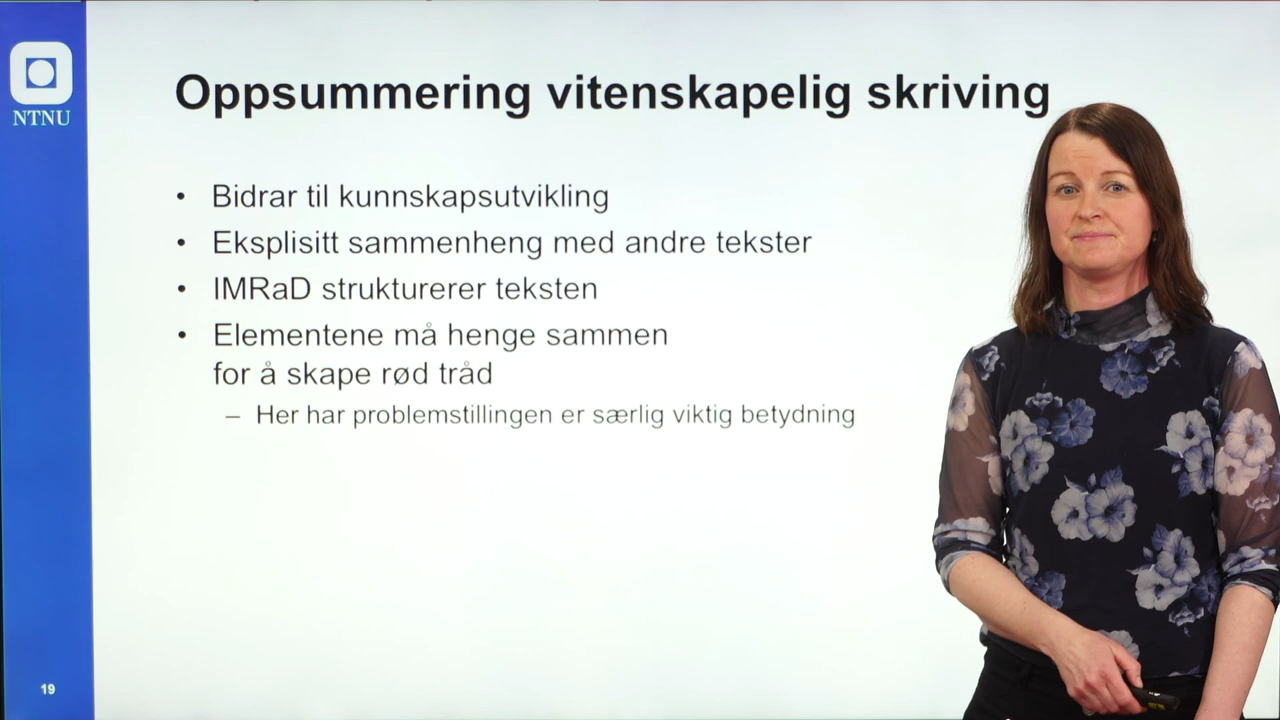 NTNU
Oppsummering vitenskapelig skriving
• Bidrar til kunnskapsutvikling
• Eksplisitt sammenheng med andre tekster
• IMRaD strukturerer teksten
• Elementene må henge sammen
for å skape rød tråd
– Her har problemstillingen er særlig viktig betydning
19